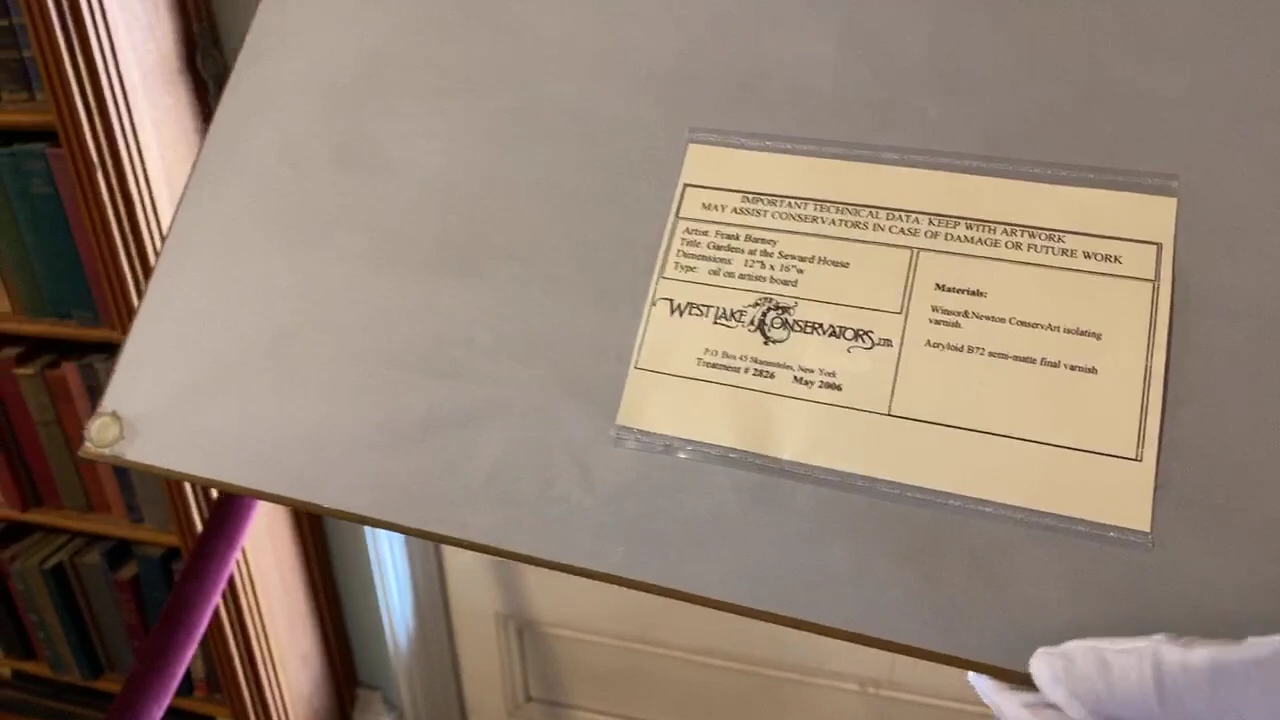 IMPORTANT TECHNICAL DATA: KEEP WITH ARTWORK
MAY ASSIST CONSERVATORS IN CASE OF DAMAGE OR FUTURE WORK
Artist: Frank Barney
Title: Gardens at the Seward House
Dimensions: 12"h x 16"w
Type: oil on artists board
THE
WEST LAKE CONSERVATORS, LTD.
P.O. Box 45 Skaneateles, New York
Treatment # 2826 May 2006
Materials:
Winsor&Newton ConservArt isolating
varnish.
Acryloid B72 semi-matte final varnish